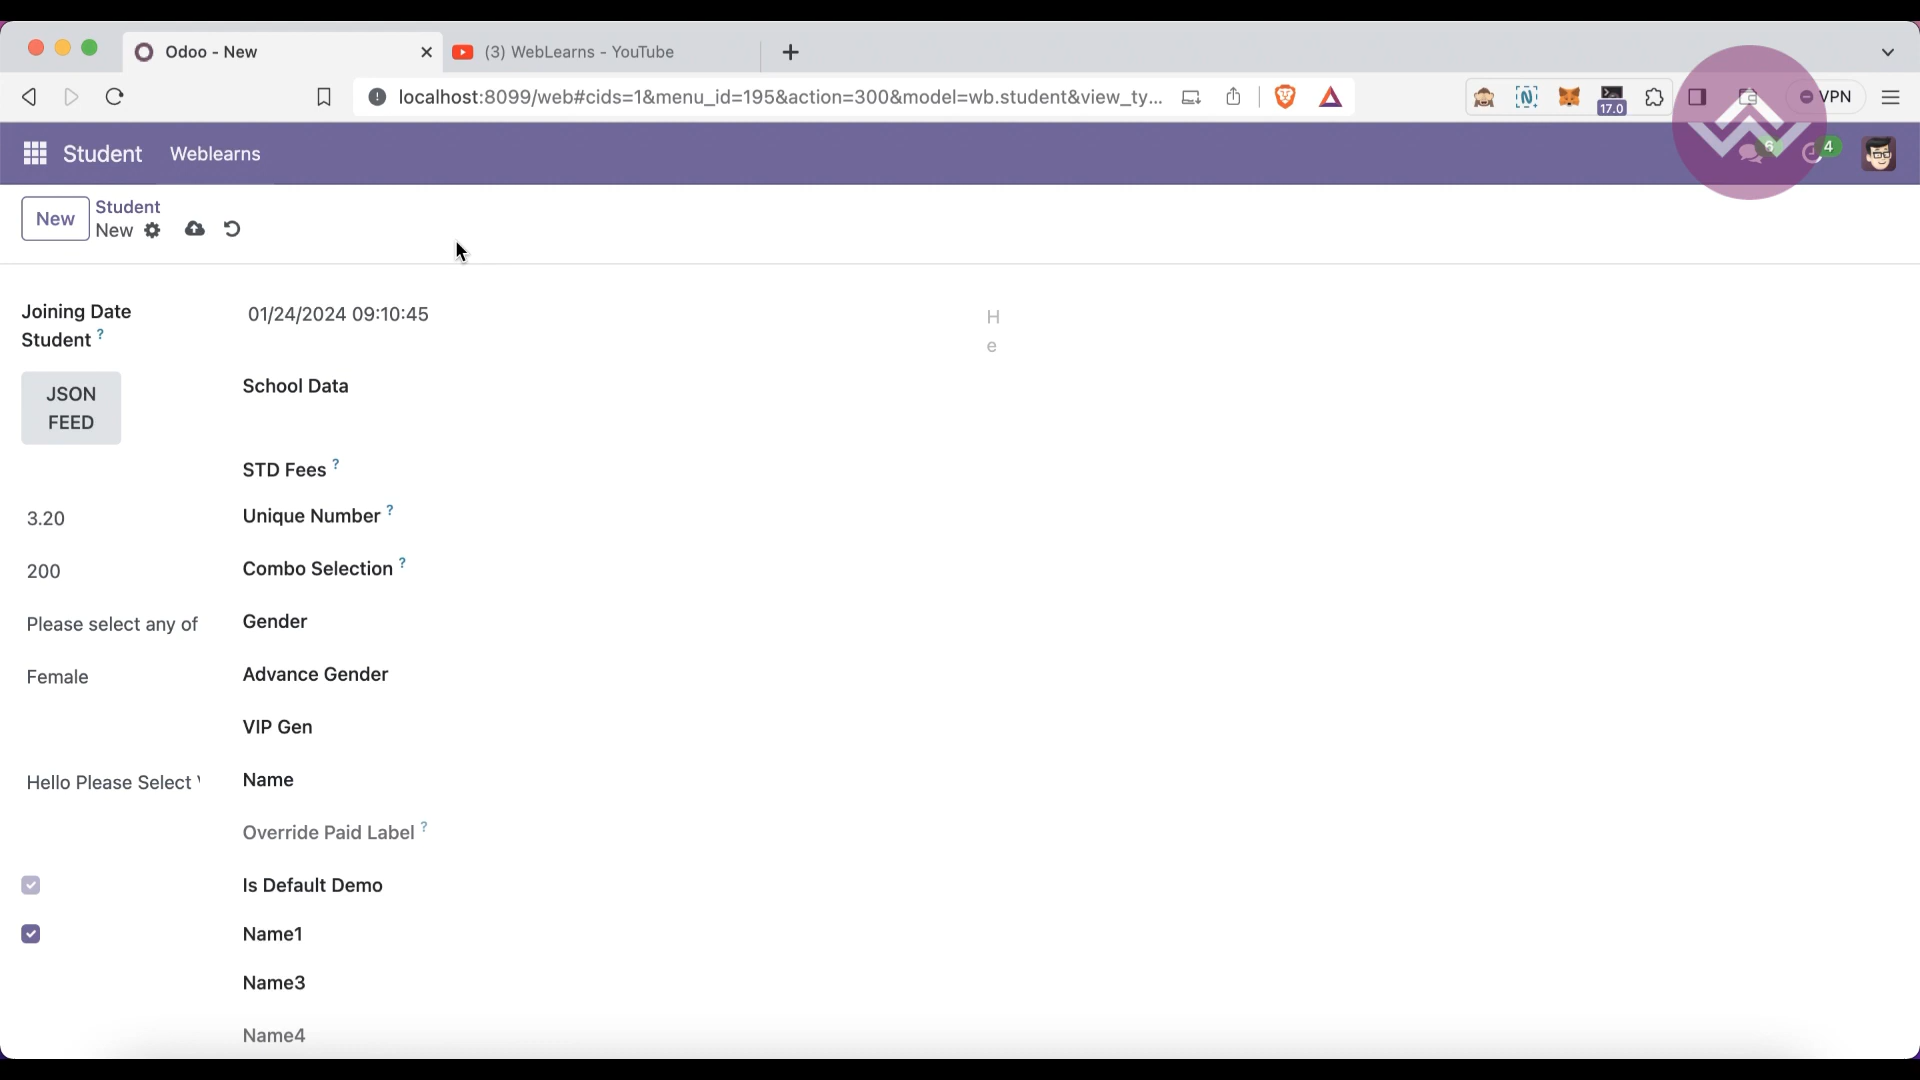 Odoo - New
(3) WebLearns - YouTube
localhost:8099/web#cids=1&menu_id=195&action=300&model=wb.student&view_ty...
17.0
VPN
Student
Weblearns
6
4
New
Student
New
Joining Date
Student ?
01/24/2024 09:10:45
H
e
JSON
FEED
School Data
STD Fees ?
3.20
Unique Number ?
200
Combo Selection ?
Please select any of
Gender
Female
Advance Gender
VIP Gen
Hello Please Select
Name
Override Paid Label ?
Is Default Demo
Name1
Name3
Name4